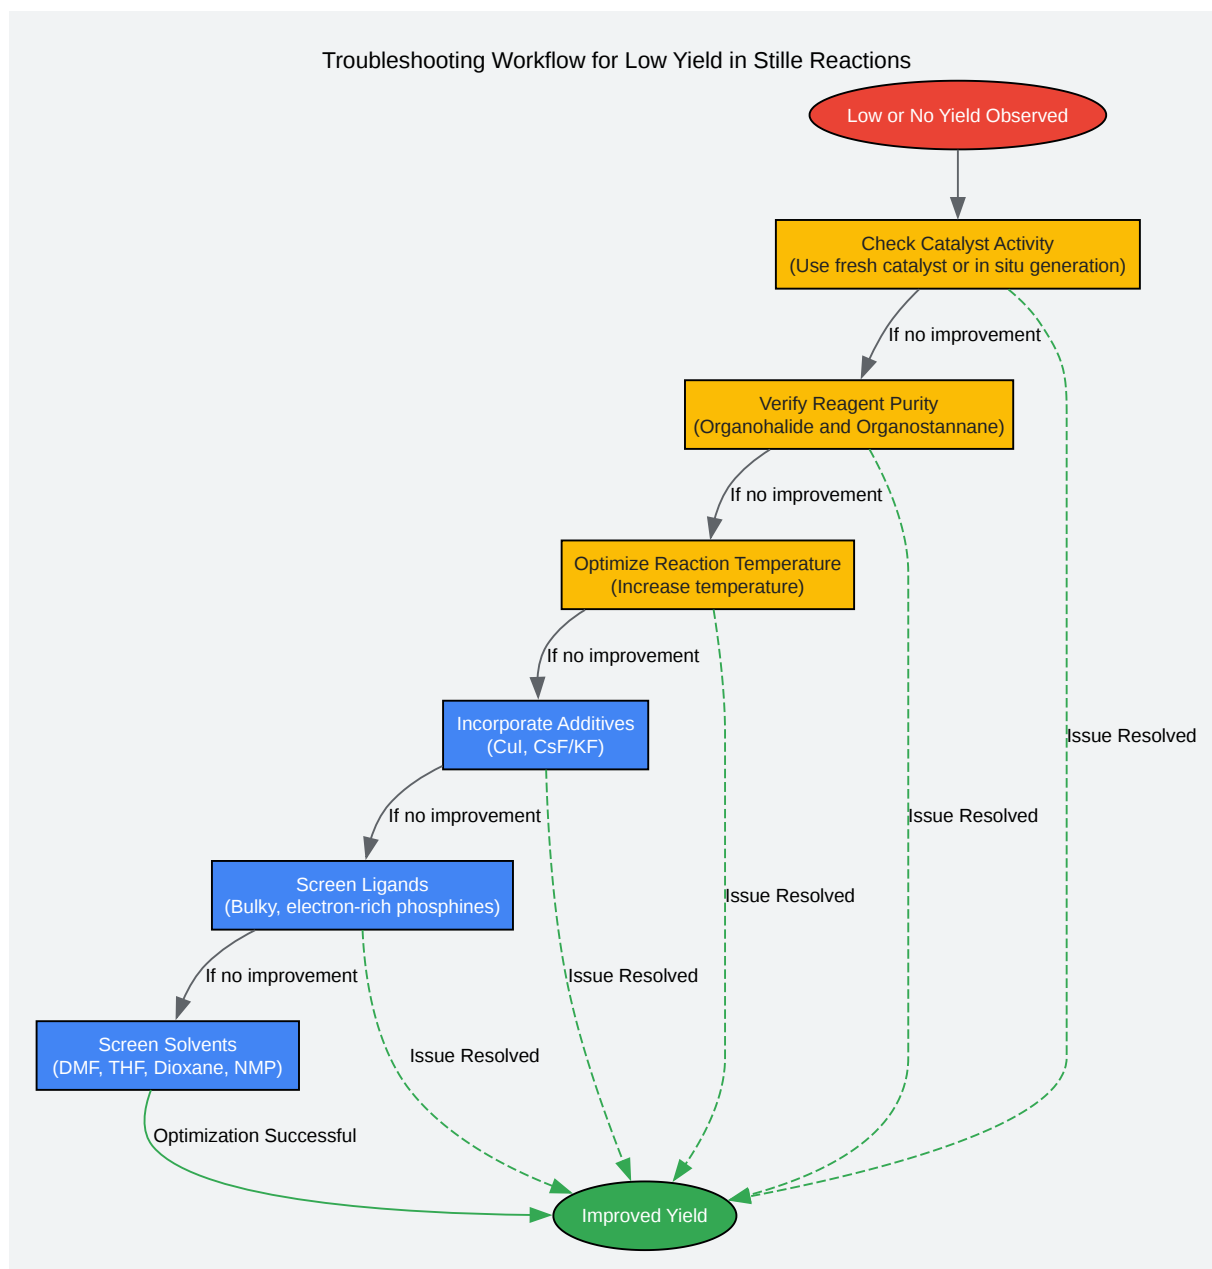 Troubleshooting Workflow for Low Yield in Stille Reactions
Low or No Yield Observed
Check Catalyst Activity
(Use fresh catalyst or in situ generation)
If no improvement
Verify Reagent Purity
(Organohalide and Organostannane)
If no improvement
Optimize Reaction Temperature
(Increase temperature)
If no improvement
Incorporate Additives
(CuI, CsF/KF)
Issue Resolved
If no improvement
Issue Resolved
Screen Ligands
(Bulky, electron-rich phosphines)
Issue Resolved
If no improvement
Issue Resolved
Screen Solvents
(DMF, THF, Dioxane, NMP)
Issue Resolved
Optimization Successful
Improved Yield